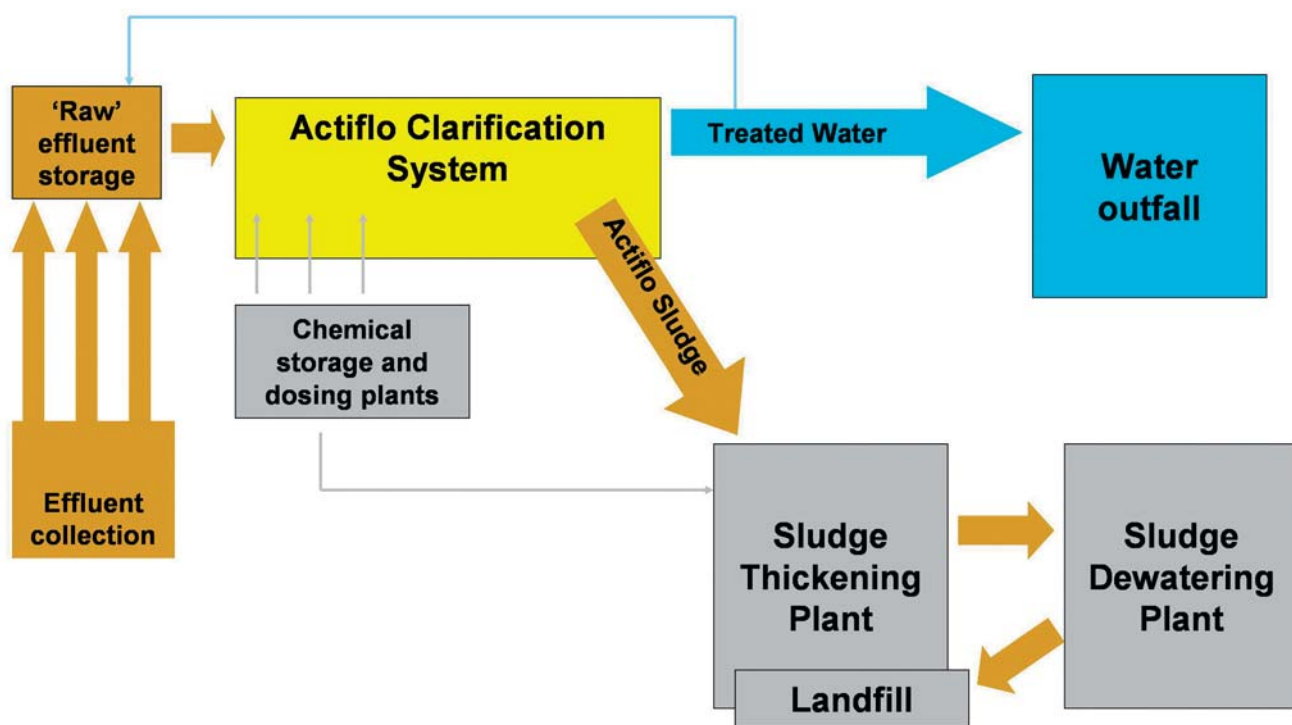 ‘Raw’
effluent
storage
Actiflo Clarification
System
Treated Water
Water
outfall
Actiflo Sludge
Chemical
storage and
dosing plants
Effluent
collection
Sludge
Thickening
Plant
Sludge
Dewatering
Plant
Landfill